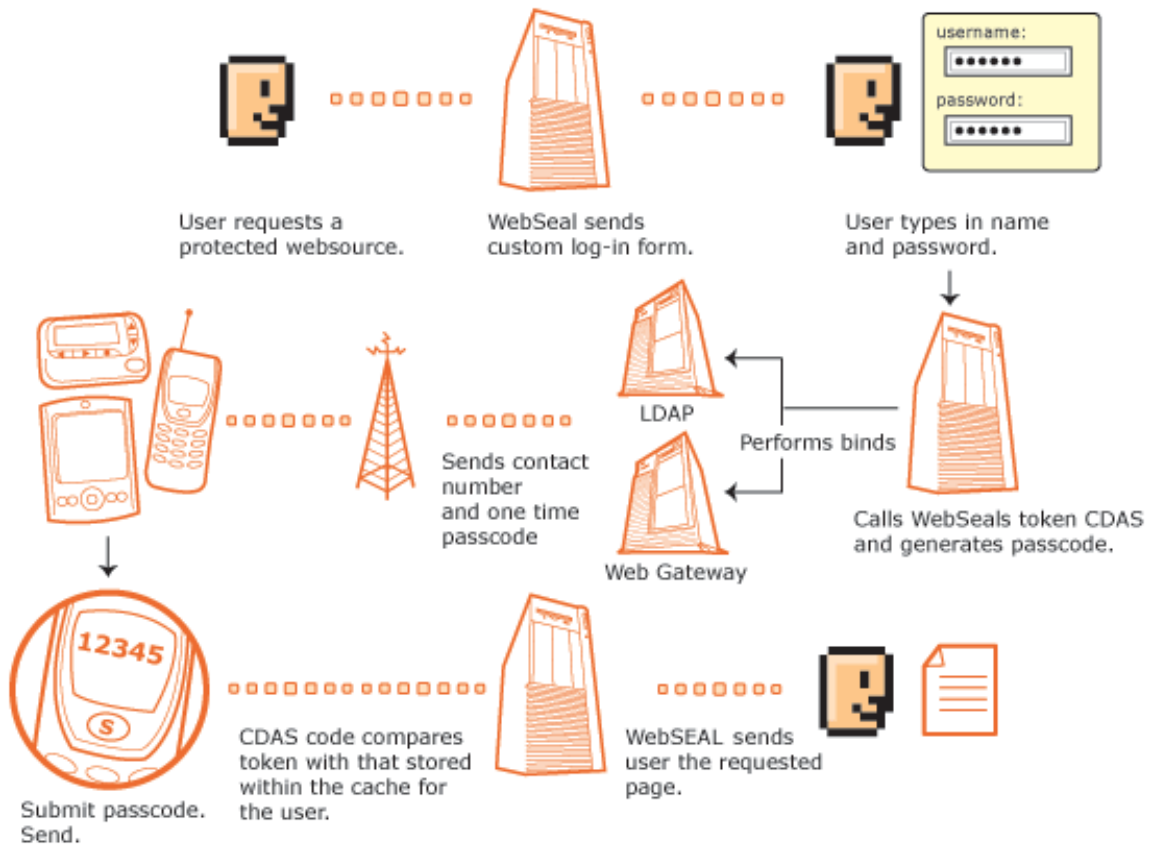 username:
password:
User requests a
protected websource.
WebSeal sends
custom log-in form.
User types in name
and password.
LDAP
Performs binds
Sends contact
number
and one time
passcode
Web Gateway
Calls WebSeals token CDAS
and generates passcode.
12345
S
Submit passcode.
Send.
CDAS code compares
token with that stored
within the cache for
the user.
WebSEAL sends
user the requested
page.